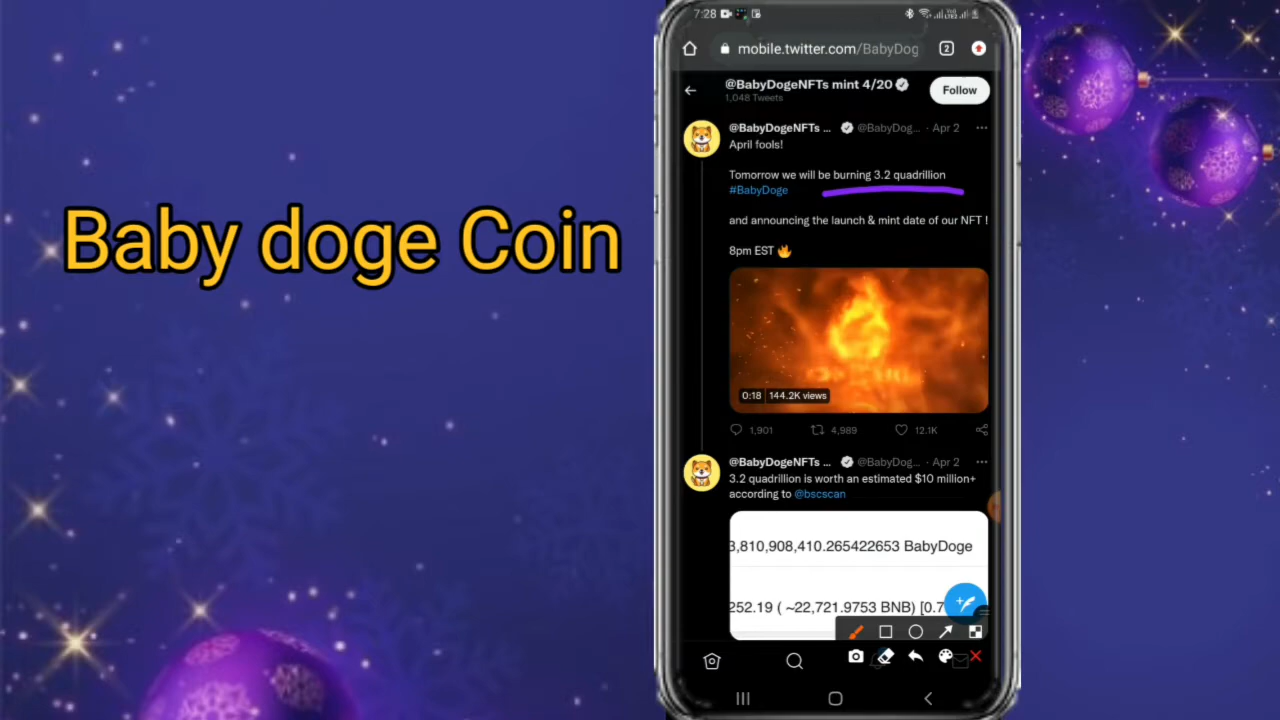 Baby doge Coin
7:28
mobile.twitter.com/BabyDog
2
@BabyDogeNFTs mint 4/20
1,048 Tweets
Follow
@BabyDogeNFTs ... @BabyDog... · Apr 2
April fools!
Tomorrow we will be burning 3.2 quadrillion
#BabyDoge
and announcing the launch & mint date of our NFT !
8pm EST
0:18 144.2K views
1,901 4,989 12.1K
@BabyDogeNFTs ... @BabyDog... · Apr 2
3.2 quadrillion is worth an estimated $10 million+
according to @bscscan
3,810,908,410.265422653 BabyDoge
252.19 ( ~22,721.9753 BNB) [0.7